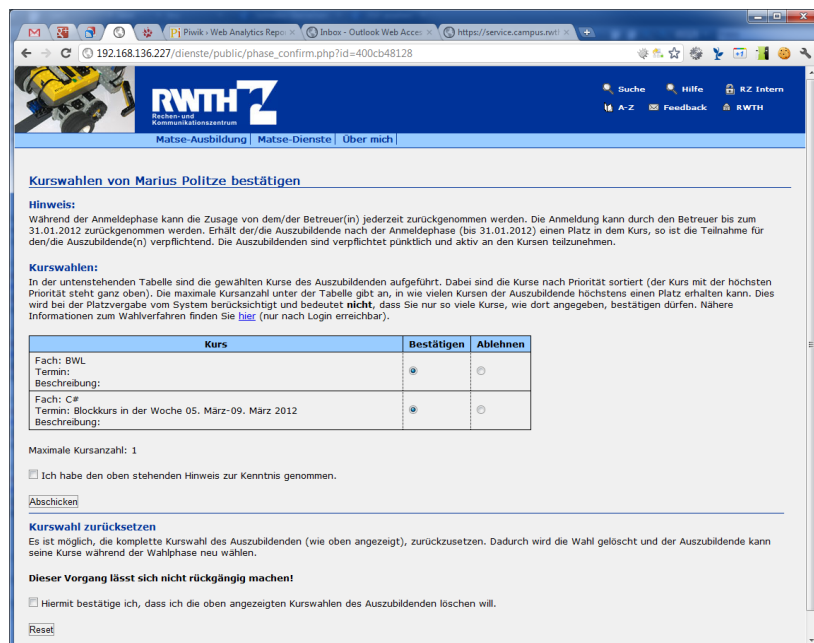 Piwik › Web Analytics Repo
Inbox - Outlook Web Acces
https://service.campus.rwt
192.168.136.227/dienste/public/phase_confirm.php?id=400cb48128
RWTH
Rechen- und
Kommunikationszentrum
Suche Hilfe RZ Intern
A-Z Feedback RWTH
Matse-Ausbildung Matse-Dienste Über mich
Kurswahlen von Marius Politze bestätigen
Hinweis:
Während der Anmeldephase kann die Zusage von dem/der Betreuer(in) jederzeit zurückgenommen werden. Die Anmeldung kann durch den Betreuer bis zum
31.01.2012 zurückgenommen werden. Erhält der/die Auszubildende nach der Anmeldephase (bis 31.01.2012) einen Platz in dem Kurs, so ist die Teilnahme für
den/die Auszubildende(n) verpflichtend. Die Auszubildenden sind verpflichtet pünktlich und aktiv an den Kursen teilzunehmen.
Kurswahlen:
In der untenstehenden Tabelle sind die gewählten Kurse des Auszubildenden aufgeführt. Dabei sind die Kurse nach Priorität sortiert (der Kurs mit der höchsten
Priorität steht ganz oben). Die maximale Kursanzahl unter der Tabelle gibt an, in wie vielen Kursen der Auszubildende höchstens einen Platz erhalten kann. Dies
wird bei der Platzvergabe vom System berücksichtigt und bedeutet nicht, dass Sie nur so viele Kurse, wie dort angegeben, bestätigen dürfen. Nähere
Informationen zum Wahlverfahren finden Sie hier (nur nach Login erreichbar).
Kurs Bestätigen Ablehnen
Fach: BWL
Termin:
Beschreibung:
Fach: C#
Termin: Blockkurs in der Woche 05. März-09. März 2012
Beschreibung:
Maximale Kursanzahl: 1
Ich habe den oben stehenden Hinweis zur Kenntnis genommen.
Abschicken
Kurswahl zurücksetzen
Es ist möglich, die komplette Kurswahl des Auszubildenden (wie oben angezeigt), zurückzusetzen. Dadurch wird die Wahl gelöscht und der Auszubildende kann
seine Kurse während der Wahlphase neu wählen.
Dieser Vorgang lässt sich nicht rückgängig machen!
Hiermit bestätige ich, dass ich die oben angezeigten Kurswahlen des Auszubildenden löschen will.
Reset